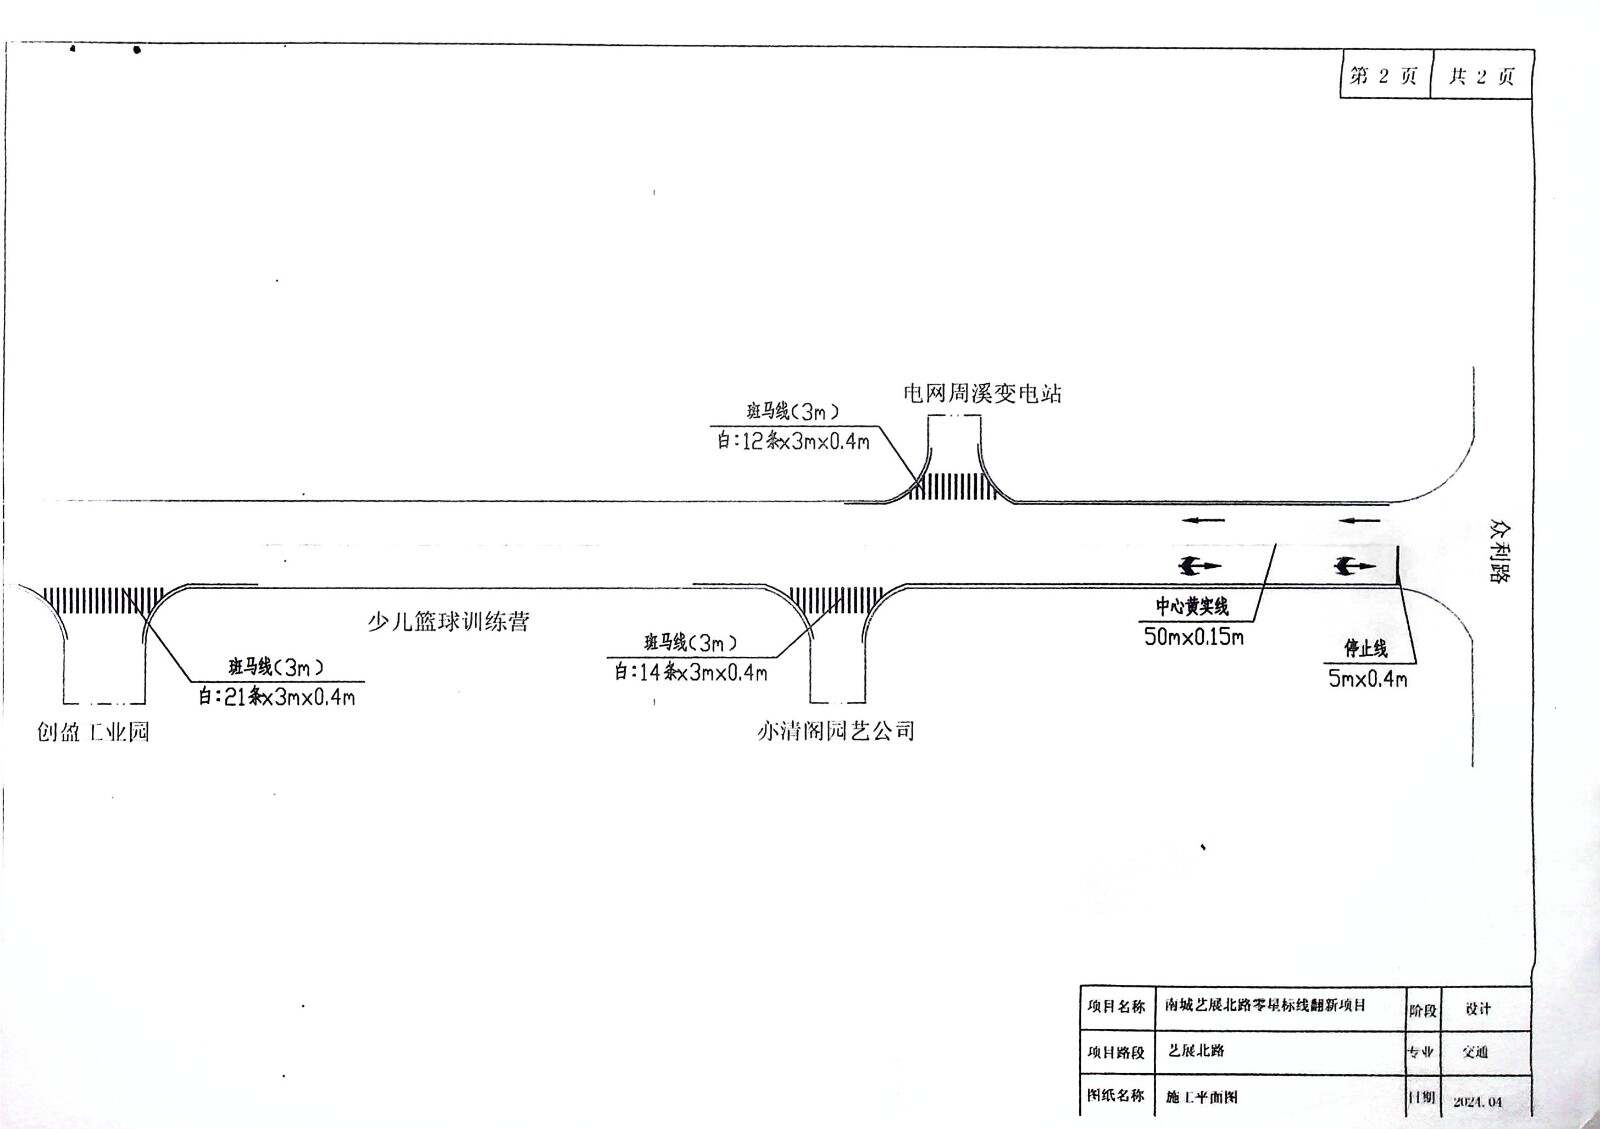 第 2 页 共 2 页
电网周溪变电站
斑马线(3m)
白:12条x3mx0.4m
众利路
中心黄实线
50mx0.15m
停止线
5mx0.4m
少儿篮球训练营
斑马线(3m)
白:14条x3mx0.4m
斑马线(3m)
白:21条x3mx0.4m
创盈工业园
亦清阁园艺公司
项目名称 南城艺展北路零星标线翻新项目 阶段 设计
项目路段 艺展北路 专业 交通
图纸名称 施工平面图 日期 2024.04